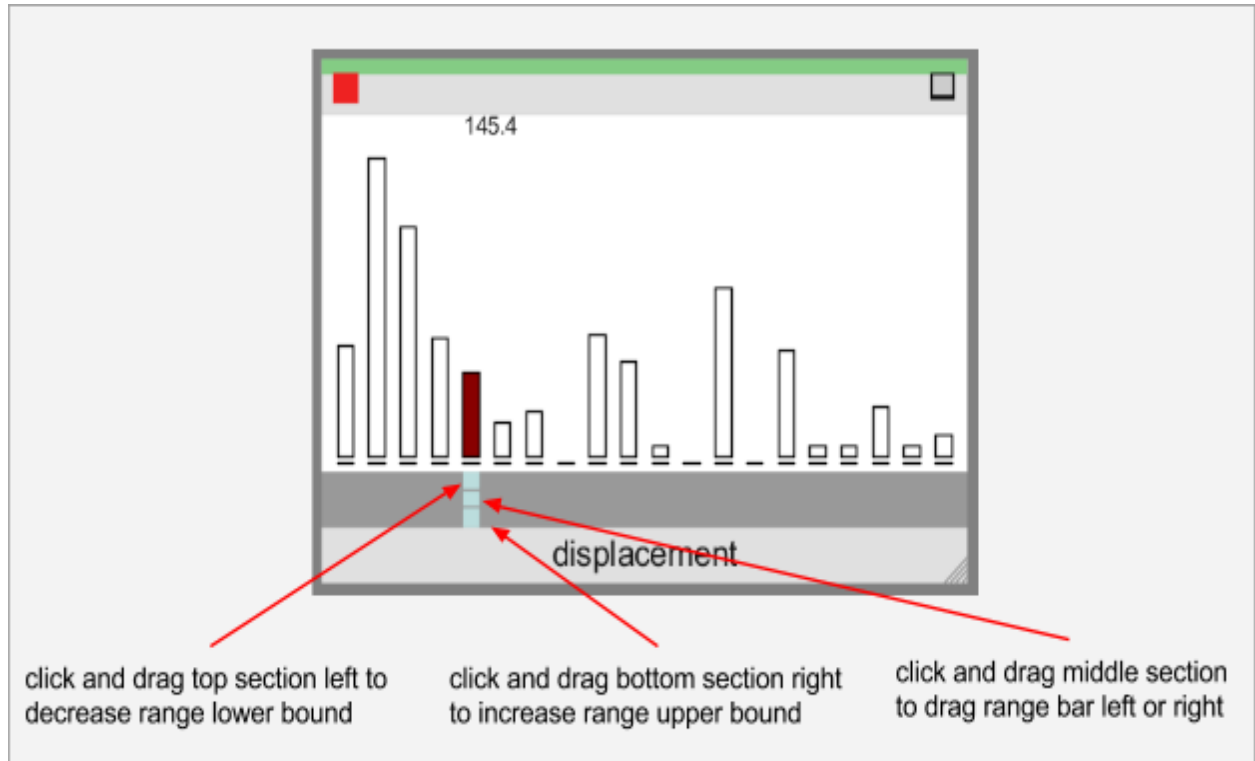 145.4
displacement
click and drag top section left to
decrease range lower bound
click and drag bottom section right
to increase range upper bound
click and drag middle section
to drag range bar left or right